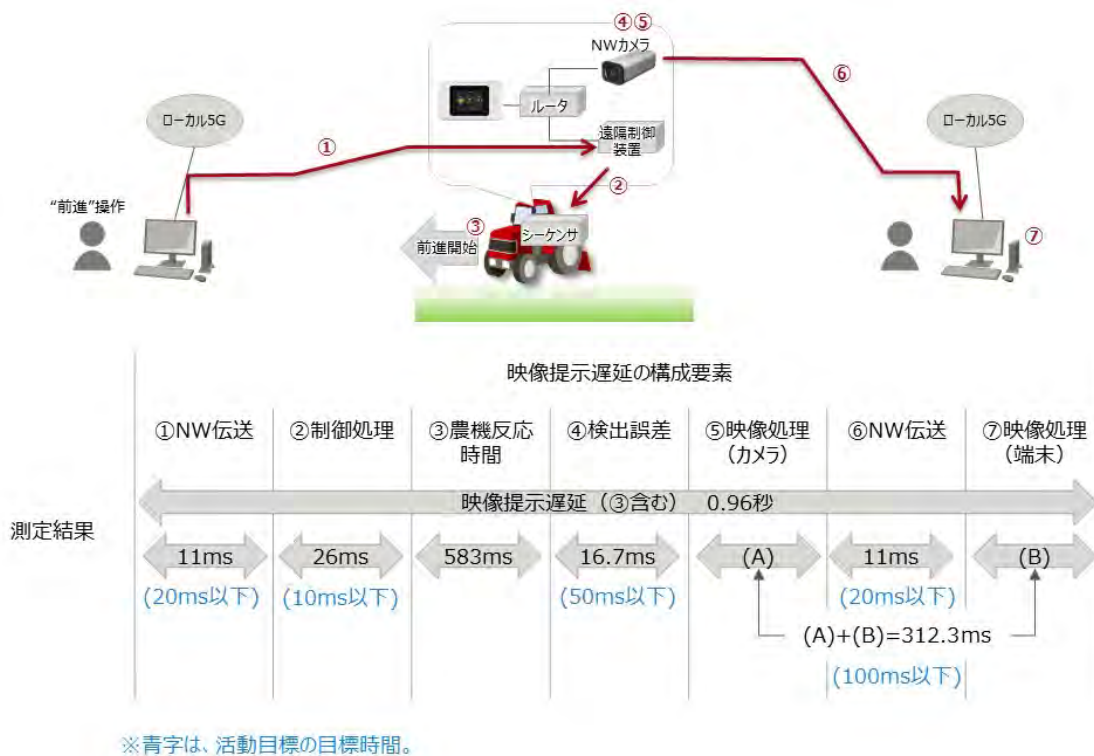 ④⑤
NWカメラ
⑥
ルータ
ローカル5G
ローカル5G
遠隔制御
装置
①
②
"前進"操作
③
シーケンサ
前進開始
⑦
映像提示遅延の構成要素
①NW伝送
②制御処理
③農機反応
時間
④検出誤差
⑤映像処理
(カメラ)
⑥NW伝送
⑦映像処理
(端末)
映像提示遅延(③含む) 0.96秒
測定結果
11ms
26ms
583ms
16.7ms
(A)
11ms
(B)
(20ms以下)
(10ms以下)
(50ms以下)
(20ms以下)
(A)+(B)=312.3ms
(100ms以下)
※青字は、活動目標の目標時間。